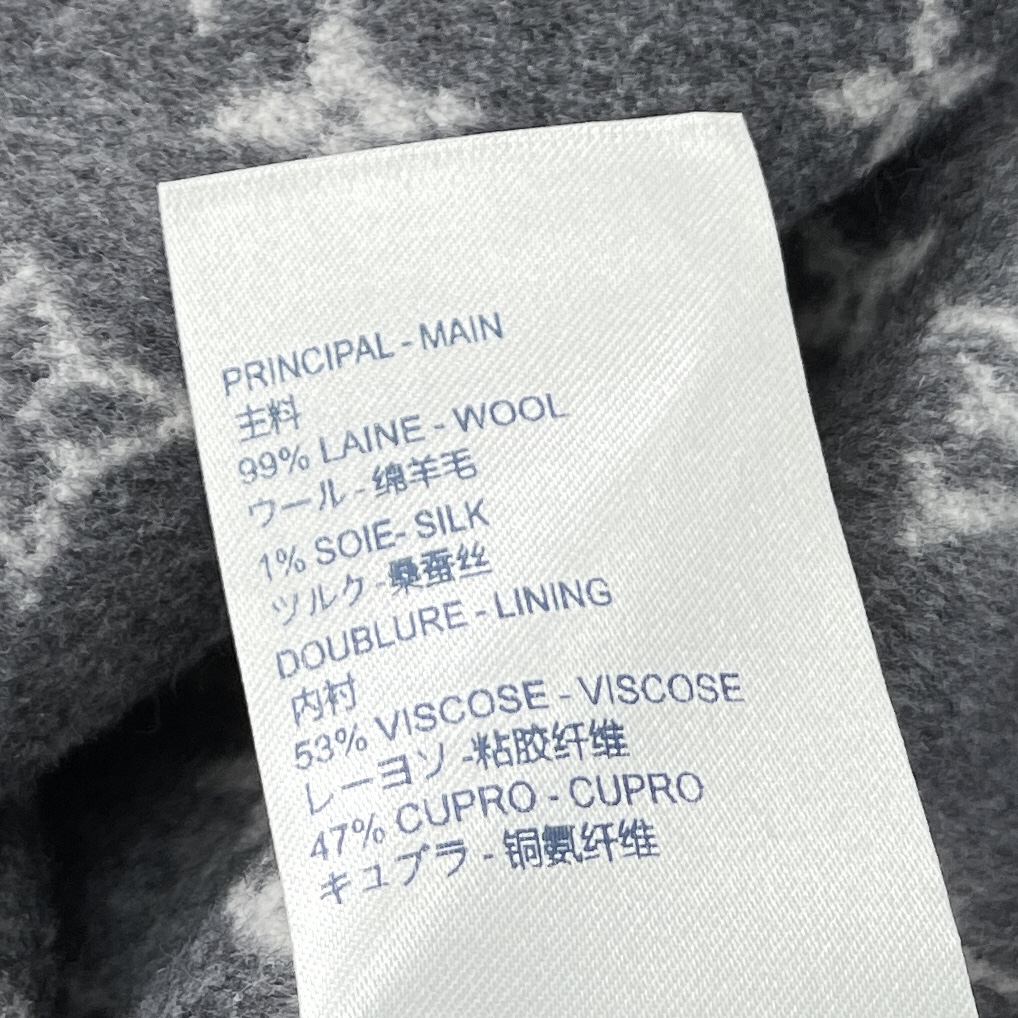 PRINCIPAL - MAIN
主料
99% LAINE - WOOL
ウール - 绵羊毛
1% SOIE- SILK
ツルク -桑蚕丝
DOUBLURE - LINING
内衬
53% VISCOSE - VISCOSE
レーヨソ -粘胶纤维
47% CUPRO - CUPRO
キュプラ - 铜氨纤维